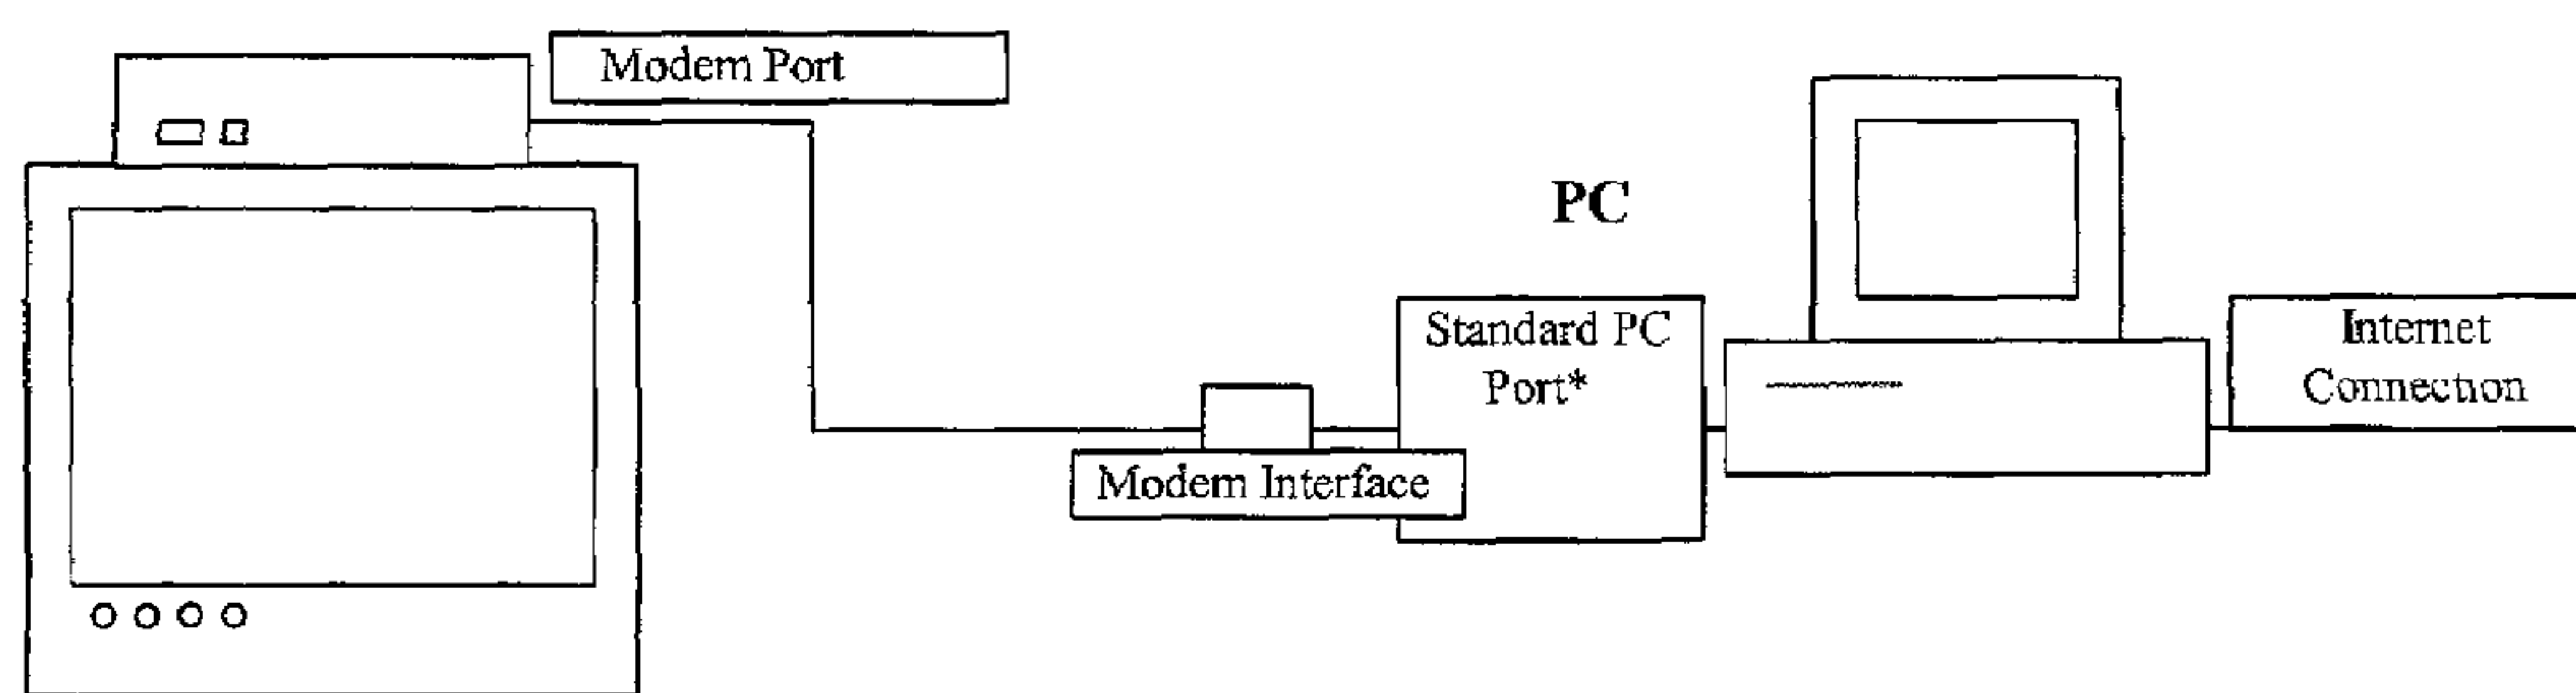 Modem Port
PC
Standard PC
Port*
Internet
Connection
Modem Interface